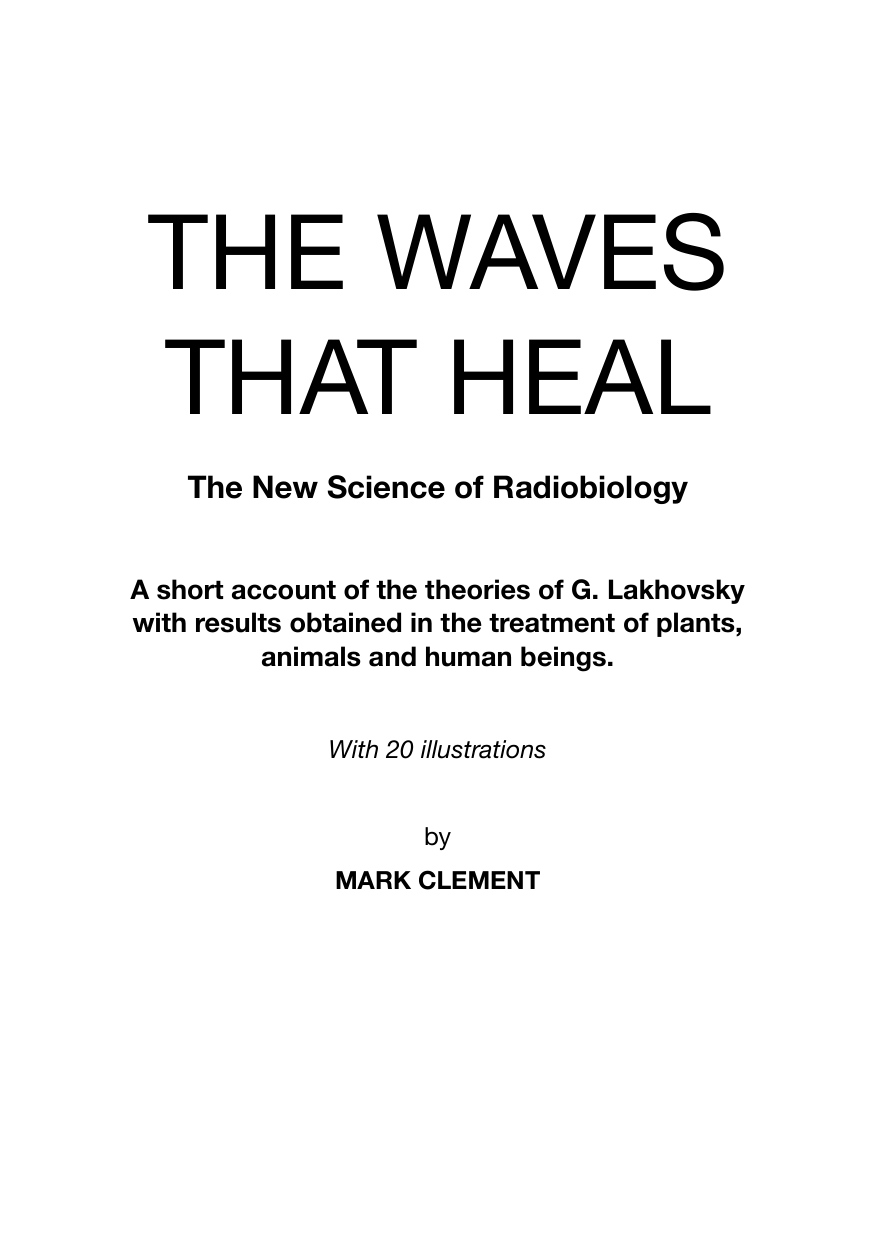 THE WAVES
THAT HEAL
The New Science of Radiobiology
A short account of the theories of G. Lakhovsky
with results obtained in the treatment of plants,
animals and human beings.
With 20 illustrations
by
MARK CLEMENT